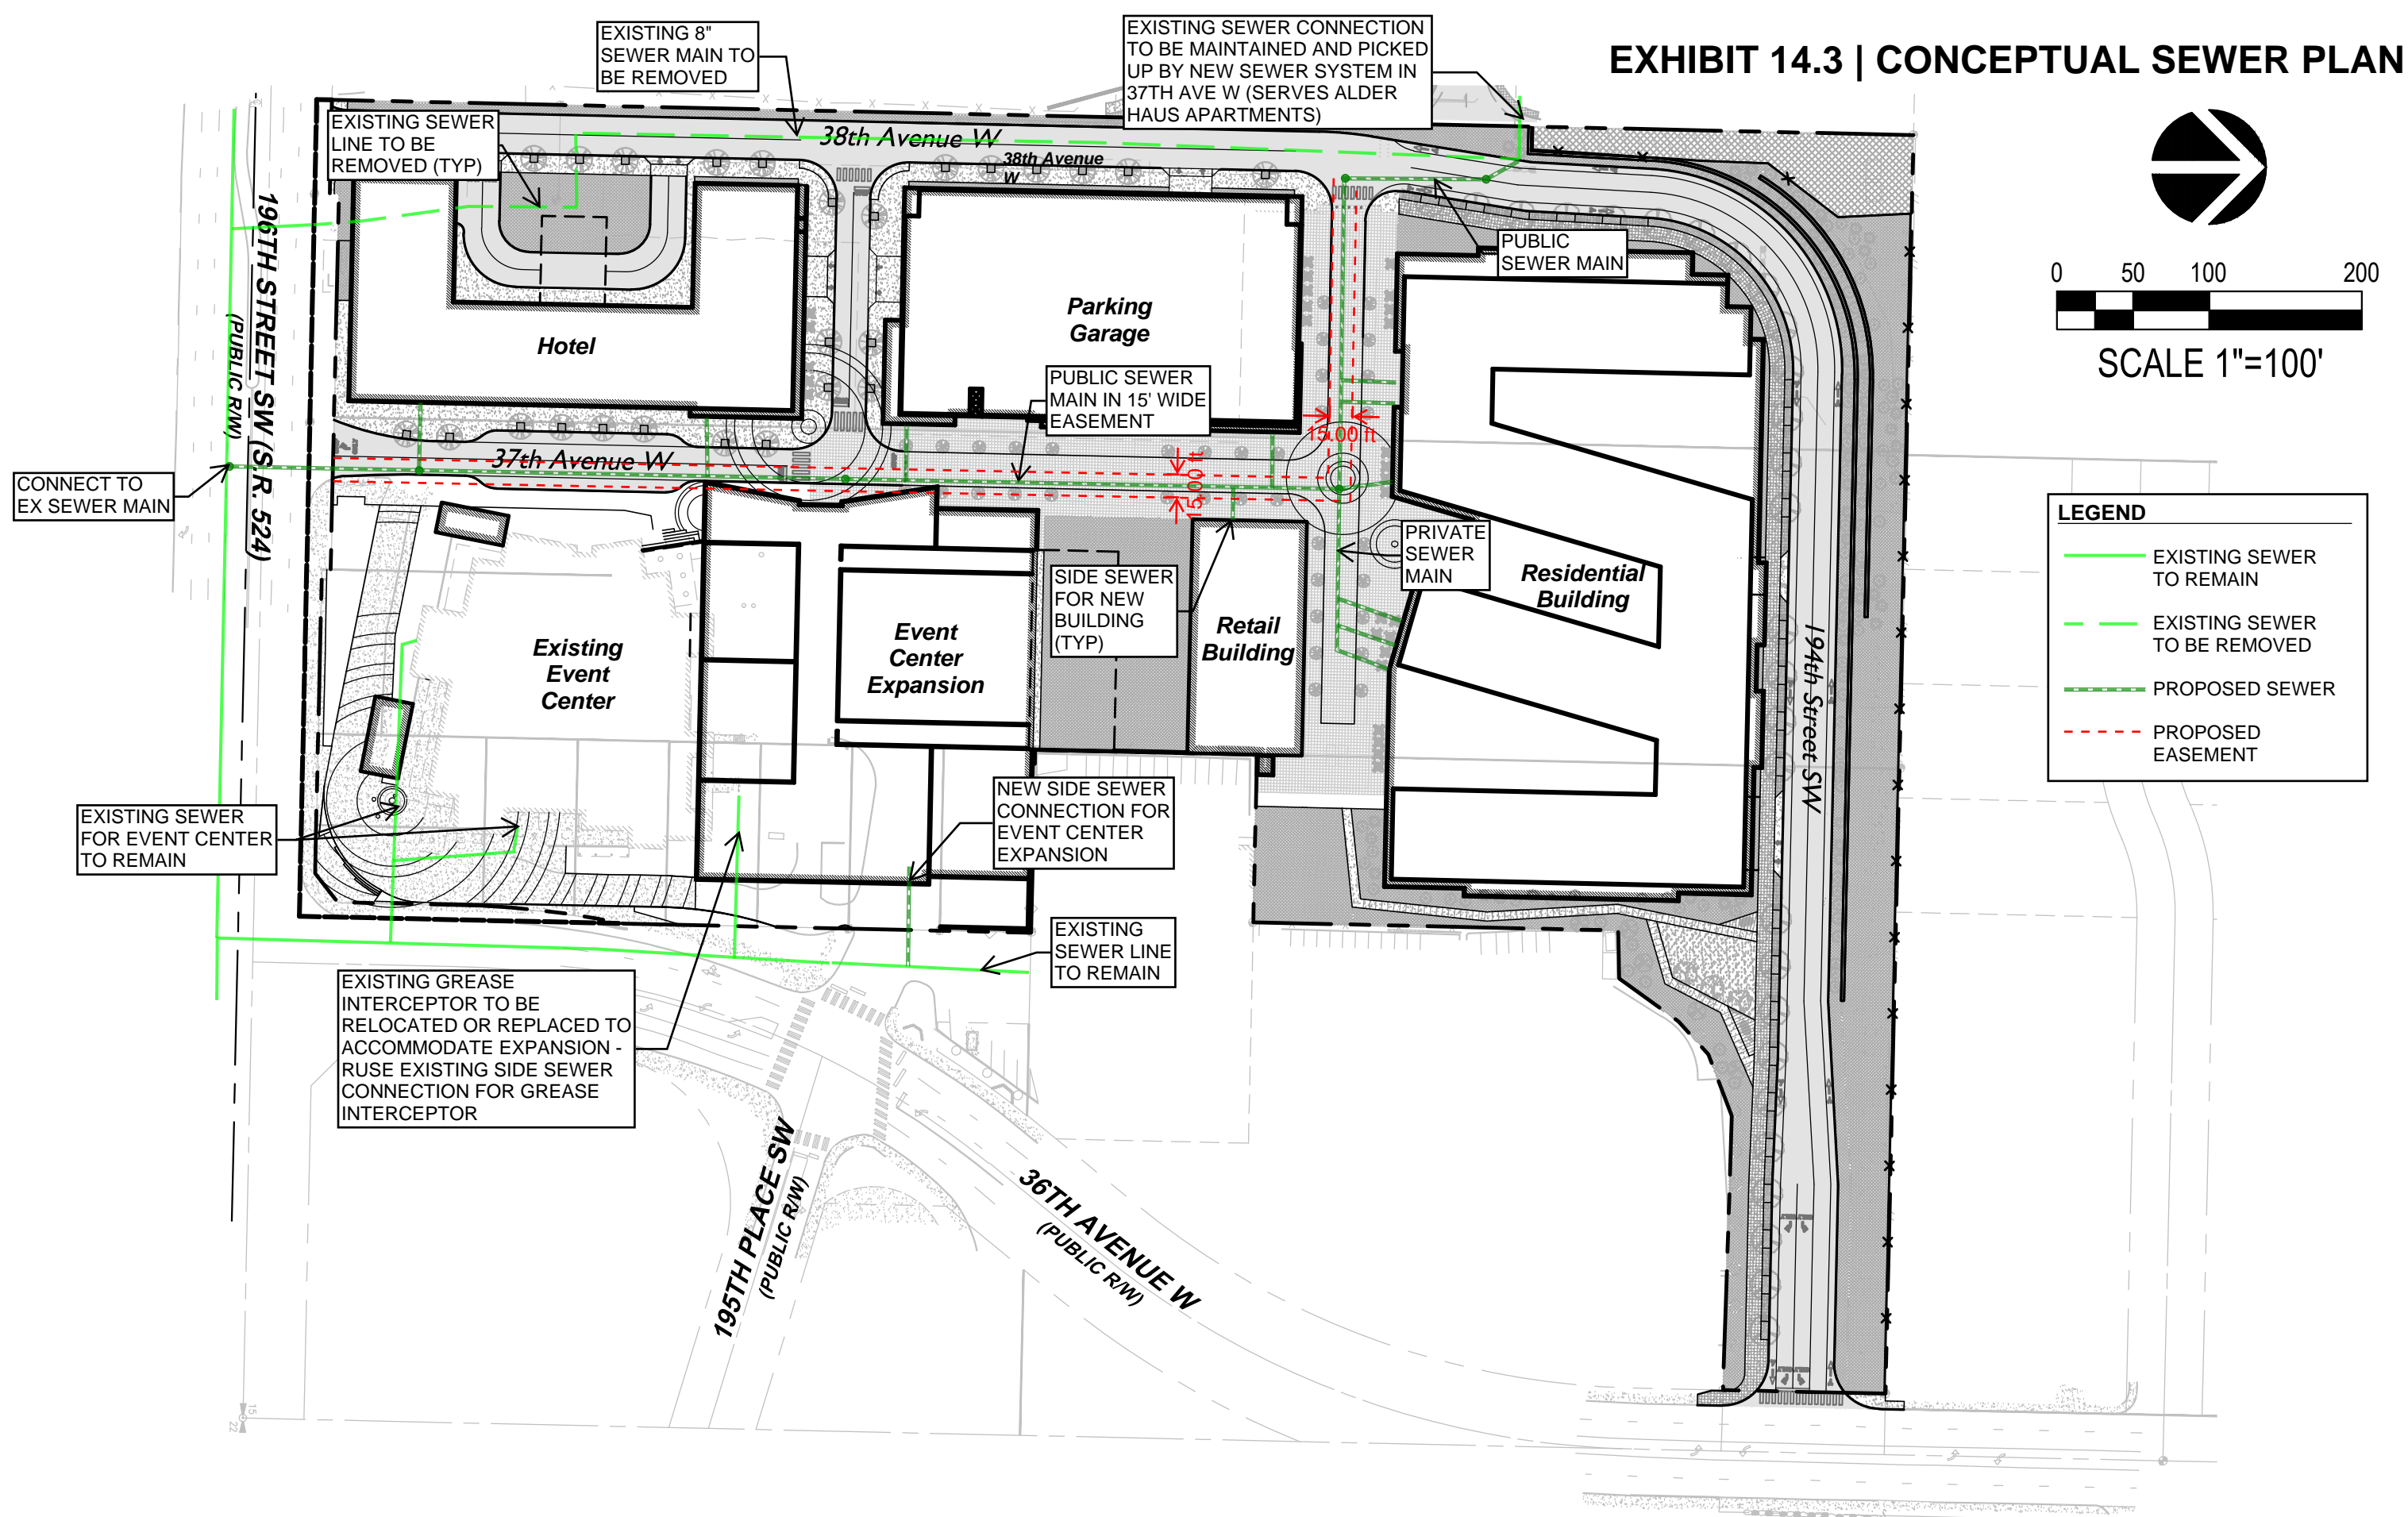 EXHIBIT 14.3 | CONCEPTUAL SEWER PLAN
EXISTING 8"
SEWER MAIN TO
BE REMOVED
EXISTING SEWER CONNECTION
TO BE MAINTAINED AND PICKED
UP BY NEW SEWER SYSTEM IN
37TH AVE W (SERVES ALDER
HAUS APARTMENTS)
EXISTING SEWER
LINE TO BE
REMOVED (TYP)
38th Avenue W
38th Avenue
W
PUBLIC
SEWER MAIN
0 50 100 200
SCALE 1"=100'
196TH STREET SW (S.R. 524)
(PUBLIC R/W)
Hotel
Parking
Garage
PUBLIC SEWER
MAIN IN 15' WIDE
EASEMENT
15.00 ft
15.00 ft
37th Avenue W
CONNECT TO
EX SEWER MAIN
PRIVATE
SEWER
MAIN
SIDE SEWER
FOR NEW
BUILDING
(TYP)
Residential
Building
Retail
Building
Event
Center
Expansion
Existing
Event
Center
194th Street SW
LEGEND
EXISTING SEWER
TO REMAIN
EXISTING SEWER
TO BE REMOVED
PROPOSED SEWER
PROPOSED
EASEMENT
EXISTING SEWER
FOR EVENT CENTER
TO REMAIN
NEW SIDE SEWER
CONNECTION FOR
EVENT CENTER
EXPANSION
EXISTING
SEWER LINE
TO REMAIN
EXISTING GREASE
INTERCEPTOR TO BE
RELOCATED OR REPLACED TO
ACCOMMODATE EXPANSION -
RUSE EXISTING SIDE SEWER
CONNECTION FOR GREASE
INTERCEPTOR
195TH PLACE SW
(PUBLIC R/W)
36TH AVENUE W
(PUBLIC R/W)
15
22